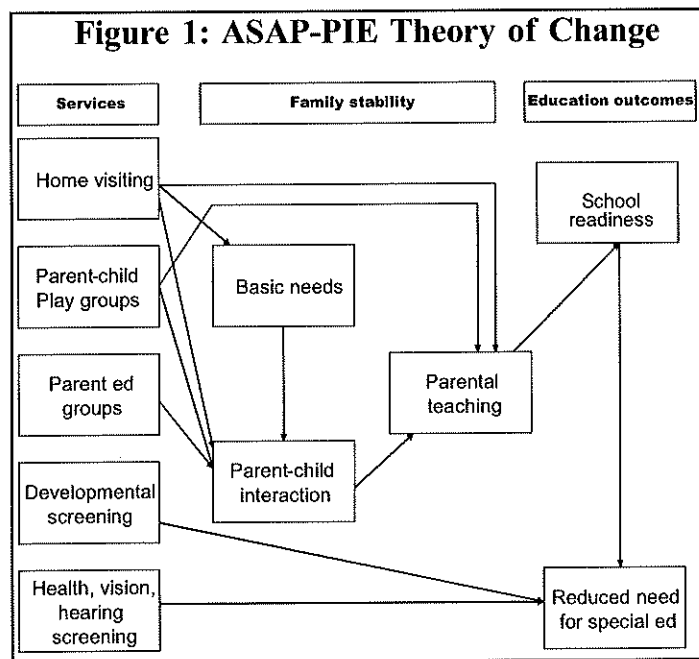 Figure 1: ASAP-PIE Theory of Change
Services
Family stability
Education outcomes
Home visiting
School
readiness
Parent-child
Play groups
Basic needs
Parent ed
groups
Parental
teaching
Parent-child
interaction
Developmental
screening
Health, vision,
hearing
screening
Reduced need
for special ed